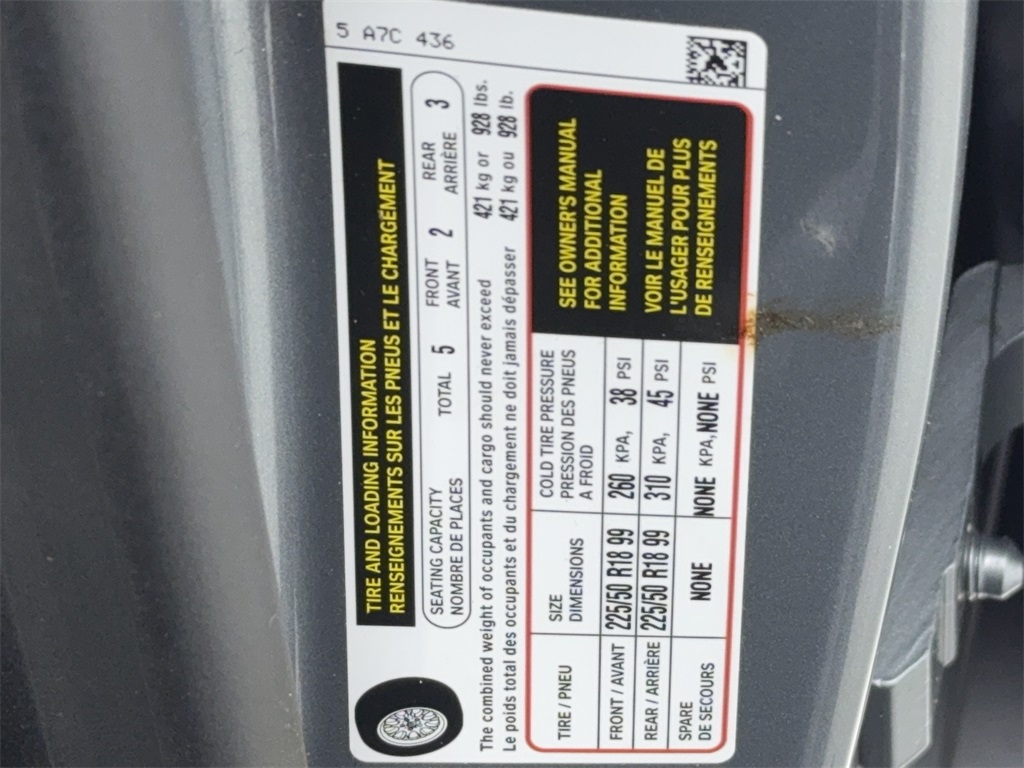 5 A7C 436
TIRE AND LOADING INFORMATION
RENSEIGNEMENTS SUR LES PNEUS ET LE CHARGEMENT
SEATING CAPACITY TOTAL 5 FRONT 2 REAR 3
NOMBRE DE PLACES AVANT ARRIÈRE
The combined weight of occupants and cargo should never exceed 421 kg or 928 lbs.
Le poids total des occupants et du chargement ne doit jamais dépasser 421 kg ou 928 lb.
TIRE / PNEU SIZE COLD TIRE PRESSURE
DIMENSIONS PRESSION DES PNEUS
A FROID
FRONT / AVANT 225/50 R18 99 260 KPA, 38 PSI
REAR / ARRIÈRE 225/50 R18 99 310 KPA, 45 PSI
SPARE NONE NONE KPA, NONE PSI
DE SECOURS
SEE OWNER'S MANUAL
FOR ADDITIONAL
INFORMATION
VOIR LE MANUEL DE
L'USAGER POUR PLUS
DE RENSEIGNEMENTS